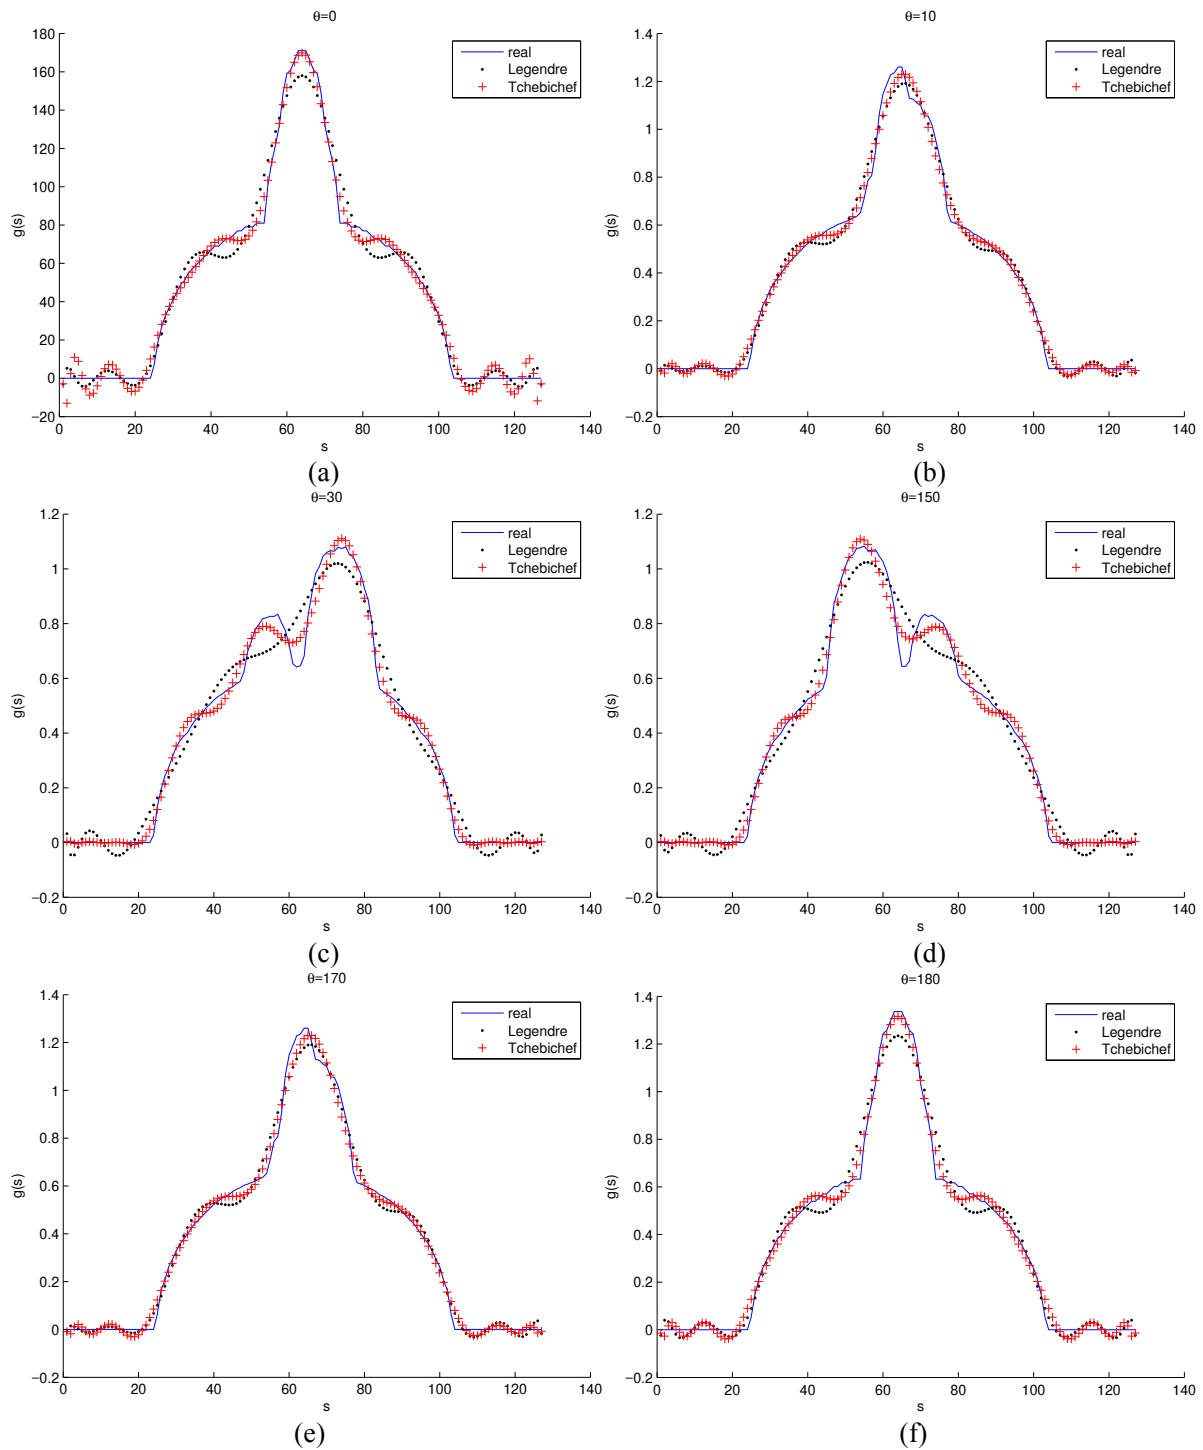 θ=0
180
160
140
120
100
80
60
40
20
0
−20
g(s)
0 20 40 60 80 100 120 140
s
real
Legendre
Tchebichef
(a)
θ=10
1.4
1.2
1
0.8
0.6
0.4
0.2
0
−0.2
g(s)
0 20 40 60 80 100 120 140
s
real
Legendre
Tchebichef
(b)
θ=30
1.2
1
0.8
0.6
0.4
0.2
0
−0.2
g(s)
0 20 40 60 80 100 120 140
s
real
Legendre
Tchebichef
(c)
θ=150
1.2
1
0.8
0.6
0.4
0.2
0
−0.2
g(s)
0 20 40 60 80 100 120 140
s
real
Legendre
Tchebichef
(d)
θ=170
1.4
1.2
1
0.8
0.6
0.4
0.2
0
−0.2
g(s)
0 20 40 60 80 100 120 140
s
real
Legendre
Tchebichef
(e)
θ=180
1.4
1.2
1
0.8
0.6
0.4
0.2
0
−0.2
g(s)
0 20 40 60 80 100 120 140
s
real
Legendre
Tchebichef
(f)